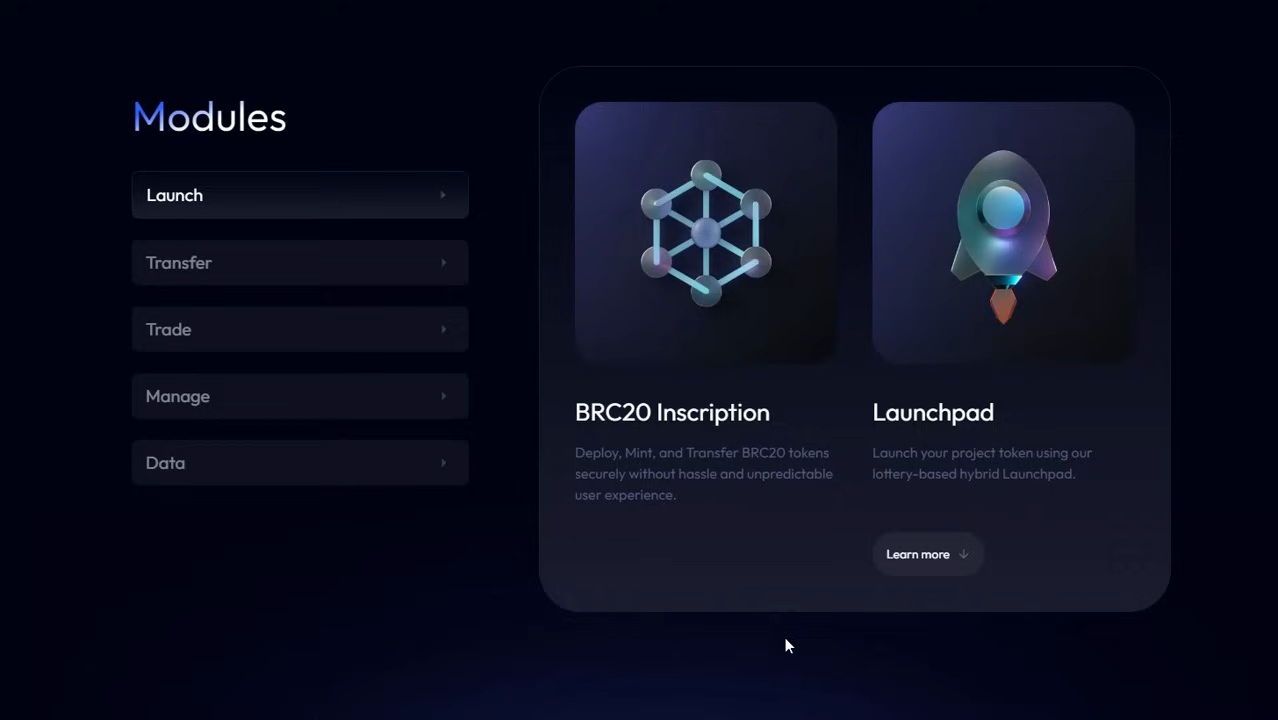 Modules
Launch
Transfer
Trade
Manage
Data
BRC20 Inscription
Deploy, Mint, and Transfer BRC20 tokens
securely without hassle and unpredictable
user experience.
Launchpad
Launch your project token using our
lottery-based hybrid Launchpad.
Learn more